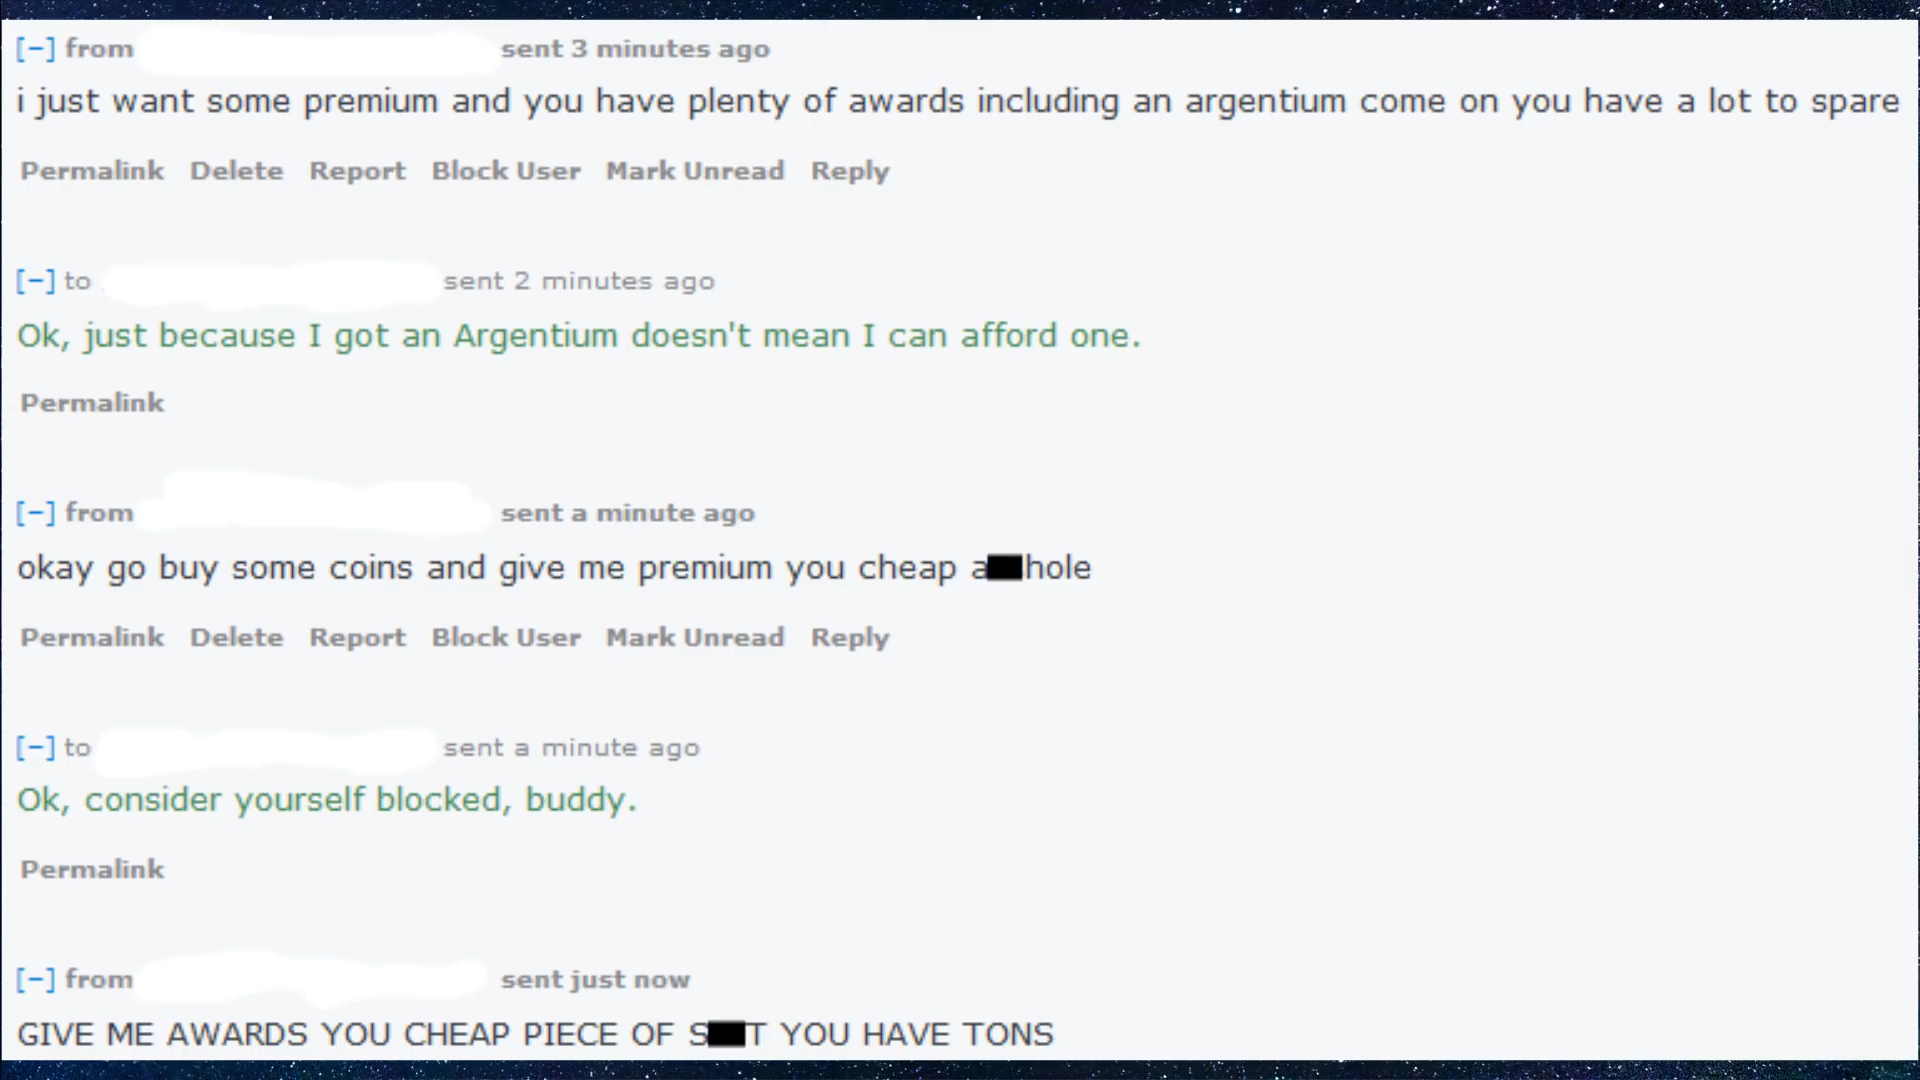 [−] from sent 3 minutes ago
i just want some premium and you have plenty of awards including an argentium come on you have a lot to spare
Permalink Delete Report Block User Mark Unread Reply
[−] to sent 2 minutes ago
Ok, just because I got an Argentium doesn't mean I can afford one.
Permalink
[−] from sent a minute ago
okay go buy some coins and give me premium you cheap a hole
Permalink Delete Report Block User Mark Unread Reply
[−] to sent a minute ago
Ok, consider yourself blocked, buddy.
Permalink
[−] from sent just now
GIVE ME AWARDS YOU CHEAP PIECE OF S T YOU HAVE TONS